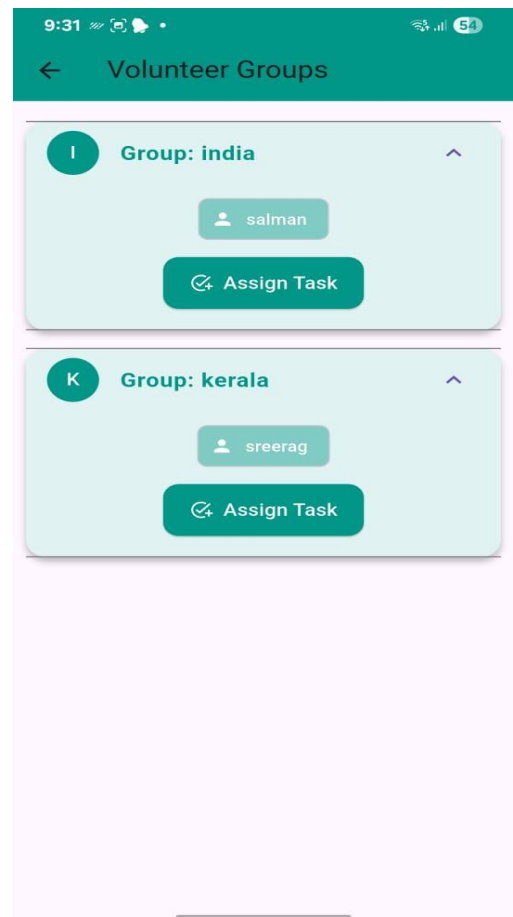 9:31 54
Volunteer Groups
I Group: india
salman
Assign Task
K Group: kerala
sreerag
Assign Task